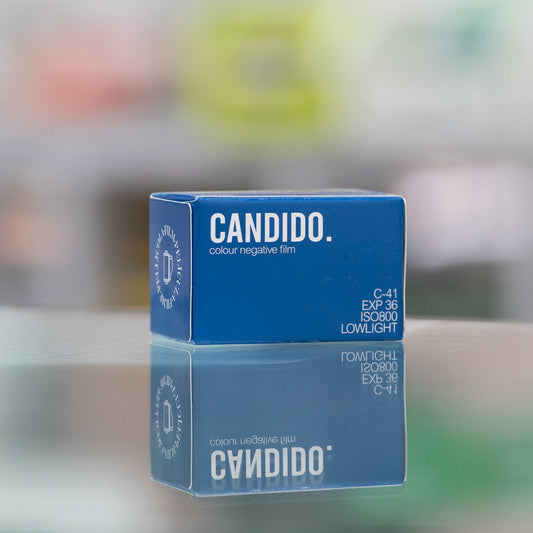 CANDIDO.
colour negative film
C-41
EXP 36
ISO800
LOWLIGHT